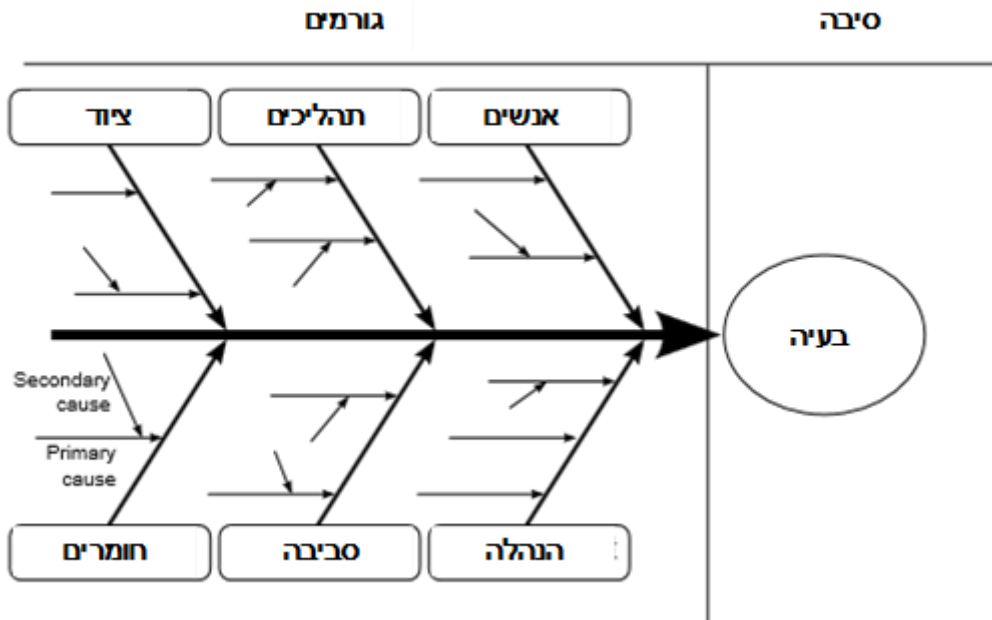 סיבה
גורמים
אנשים
תהליכים
ציוד
בעיה
Secondary
cause
Primary
cause
הנהלה
סביבה
חומרים